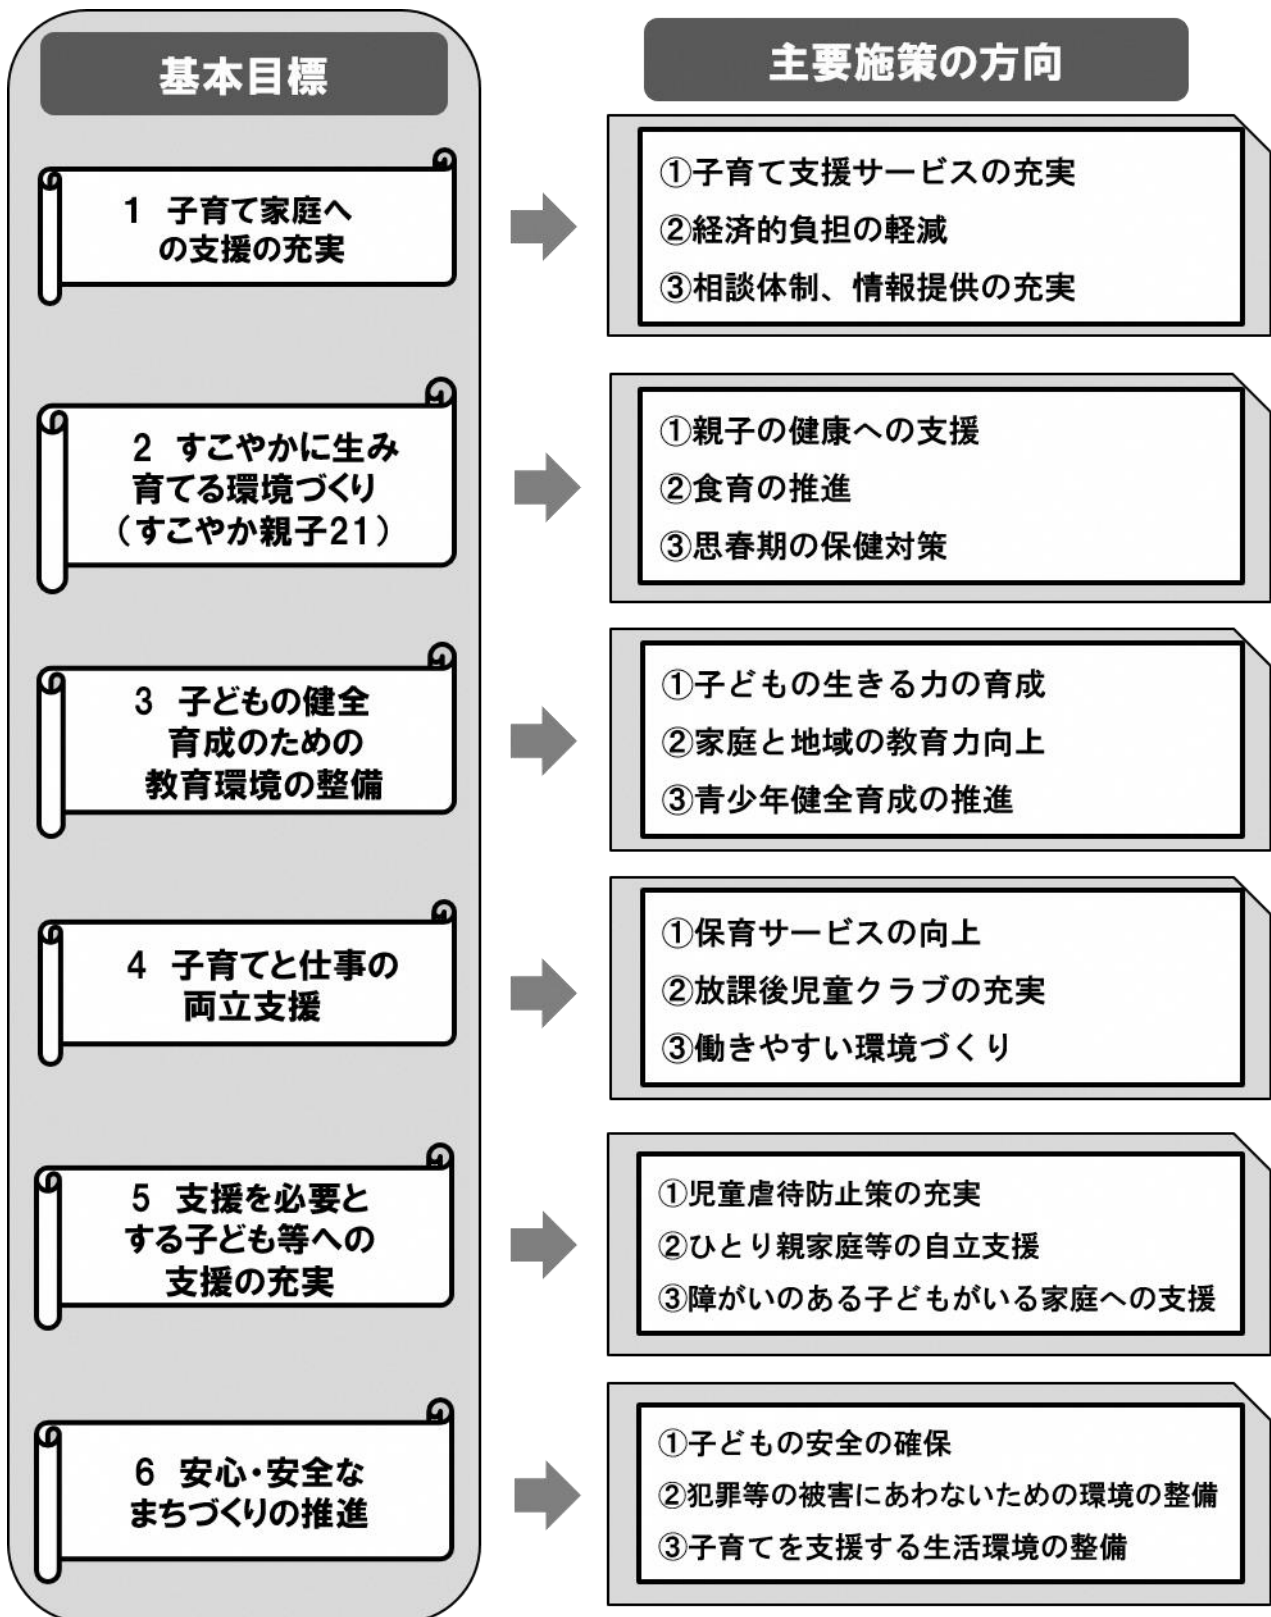 基本目標
主要施策の方向
1 子育て家庭へ
の支援の充実
①子育て支援サービスの充実
②経済的負担の軽減
③相談体制、情報提供の充実
2 すこやかに生み
育てる環境づくり
（すこやか親子21）
①親子の健康への支援
②食育の推進
③思春期の保健対策
3 子どもの健全
育成のための
教育環境の整備
①子どもの生きる力の育成
②家庭と地域の教育力向上
③青少年健全育成の推進
4 子育てと仕事の
両立支援
①保育サービスの向上
②放課後児童クラブの充実
③働きやすい環境づくり
5 支援を必要と
する子ども等への
支援の充実
①児童虐待防止策の充実
②ひとり親家庭等の自立支援
③障がいのある子どもがいる家庭への支援
6 安心・安全な
まちづくりの推進
①子どもの安全の確保
②犯罪等の被害にあわないための環境の整備
③子育てを支援する生活環境の整備